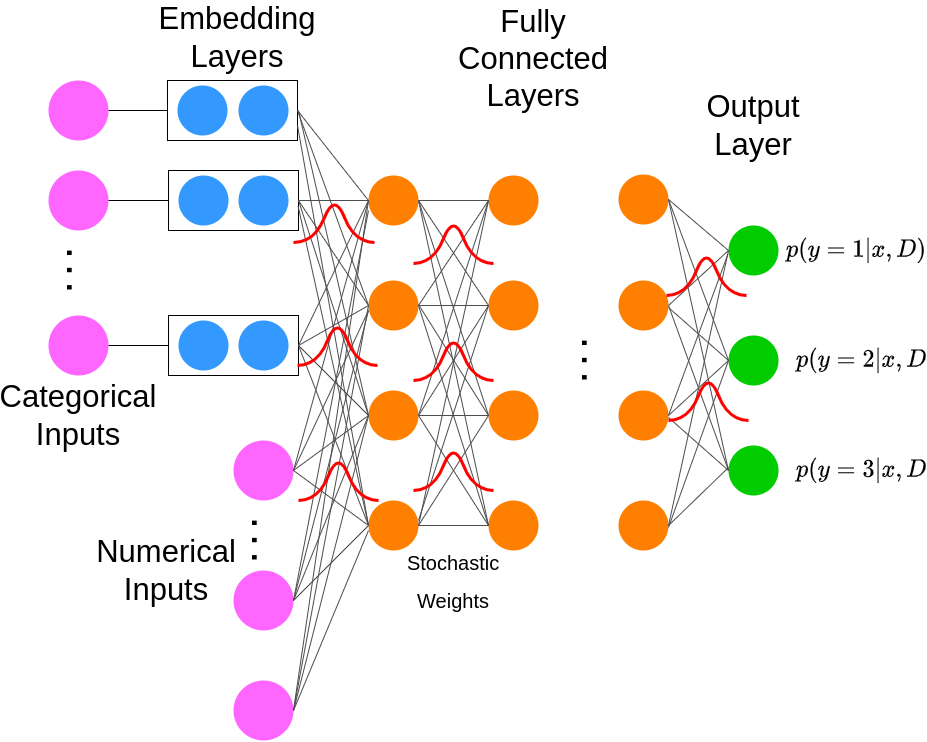 Embedding
Layers
Fully
Connected
Layers
Output
Layer
p(y = 1|x, D)
p(y = 2|x, D
p(y = 3|x, D
Categorical
Inputs
Numerical
Inputs
Stochastic
Weights